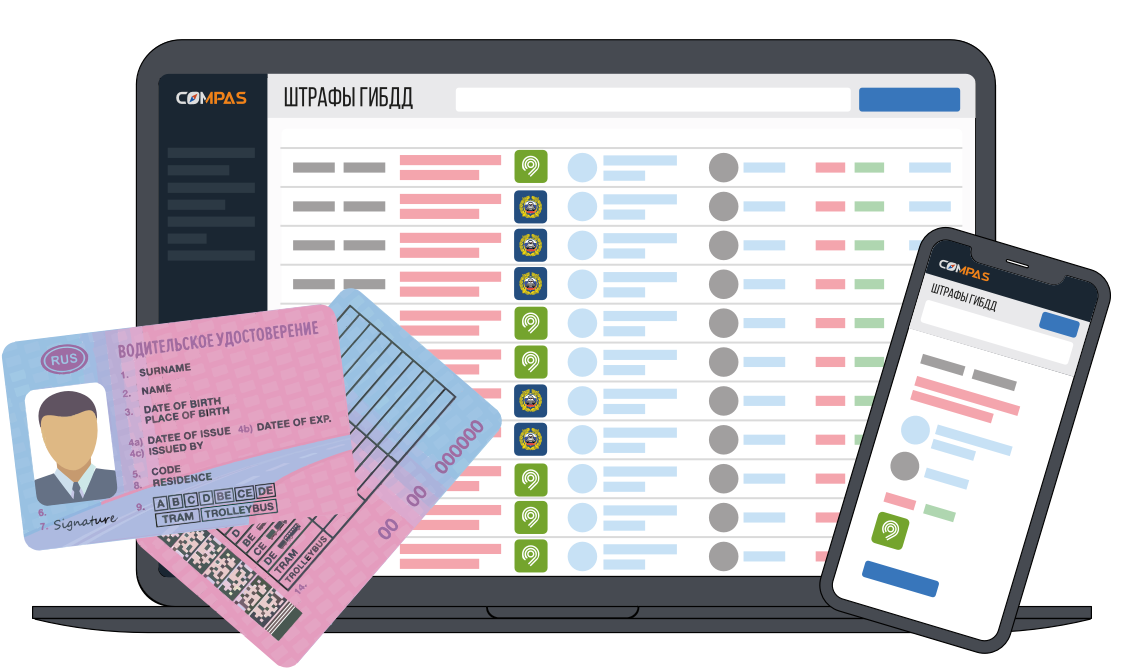 COMPAS
ШТРАФЫ ГИБДД
COMPAS
ШТРАФЫ ГИБДД
RUS
ВОДИТЕЛЬСКОЕ УДОСТОВЕРЕНИЕ
1. SURNAME
2. NAME
3. DATE OF BIRTH
PLACE OF BIRTH
4a) DATEE OF ISSUE 4b) DATEE OF EXP.
4c) ISSUED BY
5. CODE
8. RESIDENCE
6.
7. Signature
9. A B C D BE CE DE
TRAM TROLLEYBUS
D
BE
CE
DE
TRAM
TROLLEYBUS
14.
00 00 000000